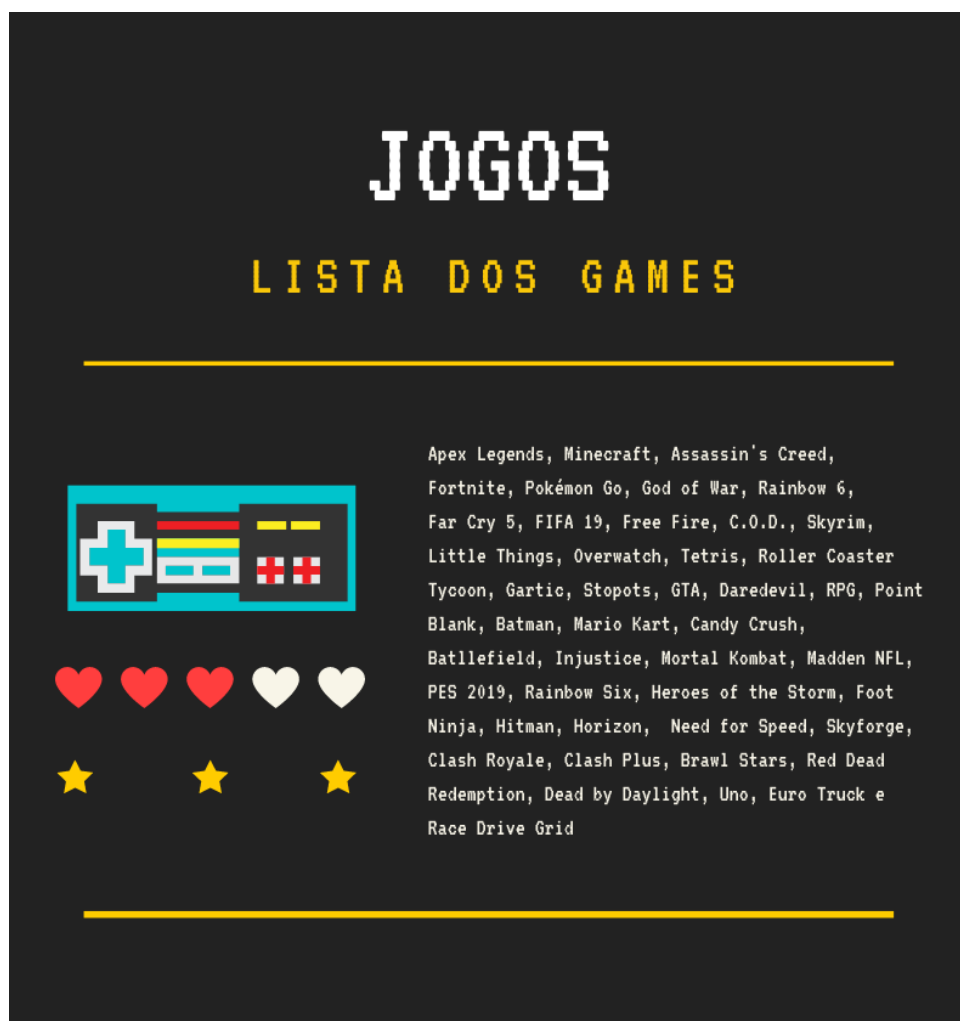 JOGOS
LISTA DOS GAMES
Apex Legends, Minecraft, Assassin's Creed,
Fortnite, Pokémon Go, God of War, Rainbow 6,
Far Cry 5, FIFA 19, Free Fire, C.O.D., Skyrim,
Little Things, Overwatch, Tetris, Roller Coaster
Tycoon, Gartic, Stopots, GTA, Daredevil, RPG, Point
Blank, Batman, Mario Kart, Candy Crush,
Batllefield, Injustice, Mortal Kombat, Madden NFL,
PES 2019, Rainbow Six, Heroes of the Storm, Foot
Ninja, Hitman, Horizon,  Need for Speed, Skyforge,
Clash Royale, Clash Plus, Brawl Stars, Red Dead
Redemption, Dead by Daylight, Uno, Euro Truck e
Race Drive Grid